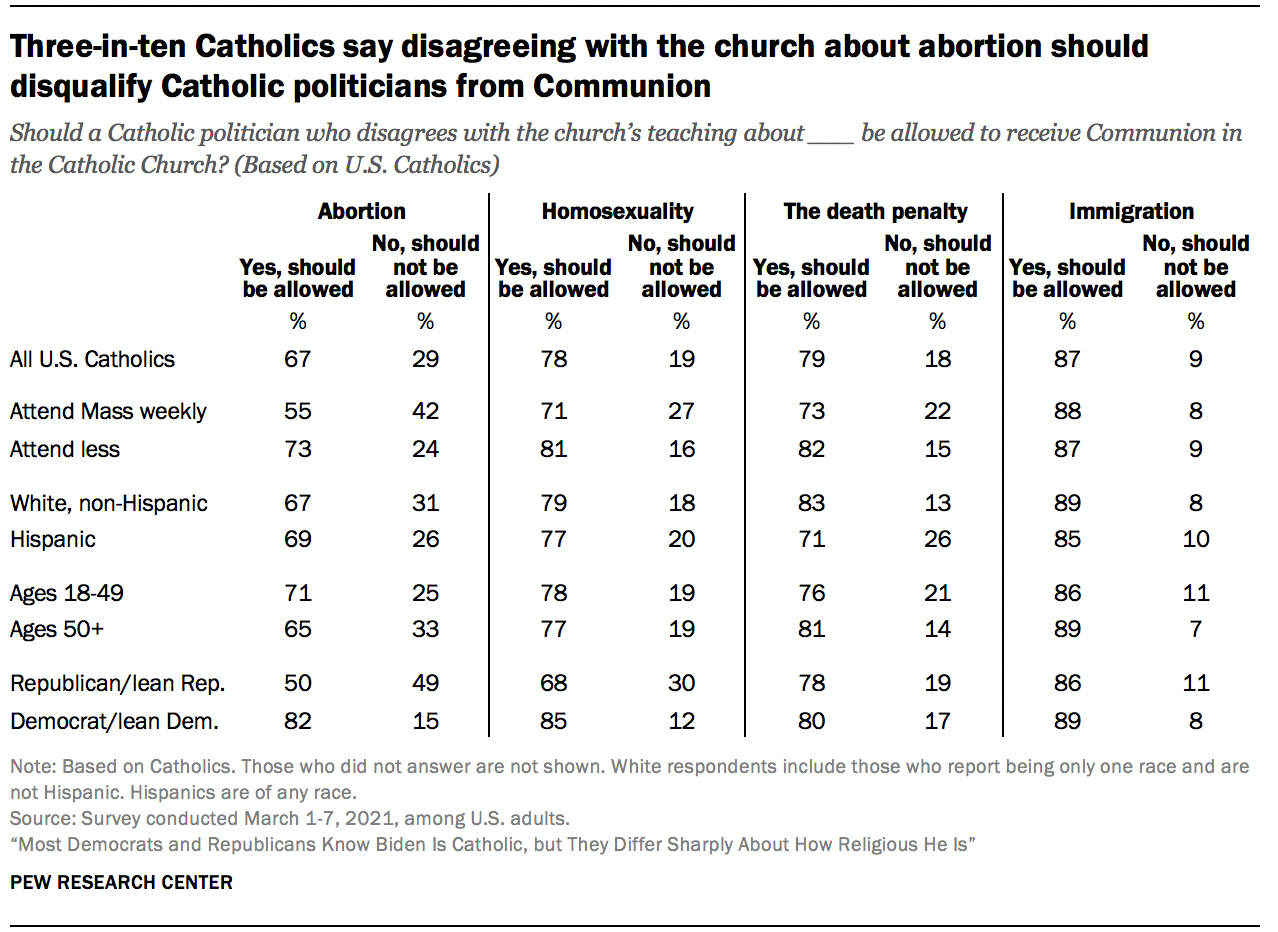 Three-in-ten Catholics say disagreeing with the church about abortion should
disqualify Catholic politicians from Communion
Should a Catholic politician who disagrees with the church’s teaching about ____ be allowed to receive Communion in
the Catholic Church? (Based on U.S. Catholics)
Abortion Homosexuality The death penalty Immigration
No, should No, should No, should No, should
Yes, should not be Yes, should not be Yes, should not be Yes, should not be
be allowed allowed be allowed allowed be allowed allowed be allowed allowed
% % % % % % % %
All U.S. Catholics 67 29 78 19 79 18 87 9
Attend Mass weekly 55 42 71 27 73 22 88 8
Attend less 73 24 81 16 82 15 87 9
White, non-Hispanic 67 31 79 18 83 13 89 8
Hispanic 69 26 77 20 71 26 85 10
Ages 18-49 71 25 78 19 76 21 86 11
Ages 50+ 65 33 77 19 81 14 89 7
Republican/lean Rep. 50 49 68 30 78 19 86 11
Democrat/lean Dem. 82 15 85 12 80 17 89 8
Note: Based on Catholics. Those who did not answer are not shown. White respondents include those who report being only one race and are
not Hispanic. Hispanics are of any race.
Source: Survey conducted March 1-7, 2021, among U.S. adults.
“Most Democrats and Republicans Know Biden Is Catholic, but They Differ Sharply About How Religious He Is”
PEW RESEARCH CENTER